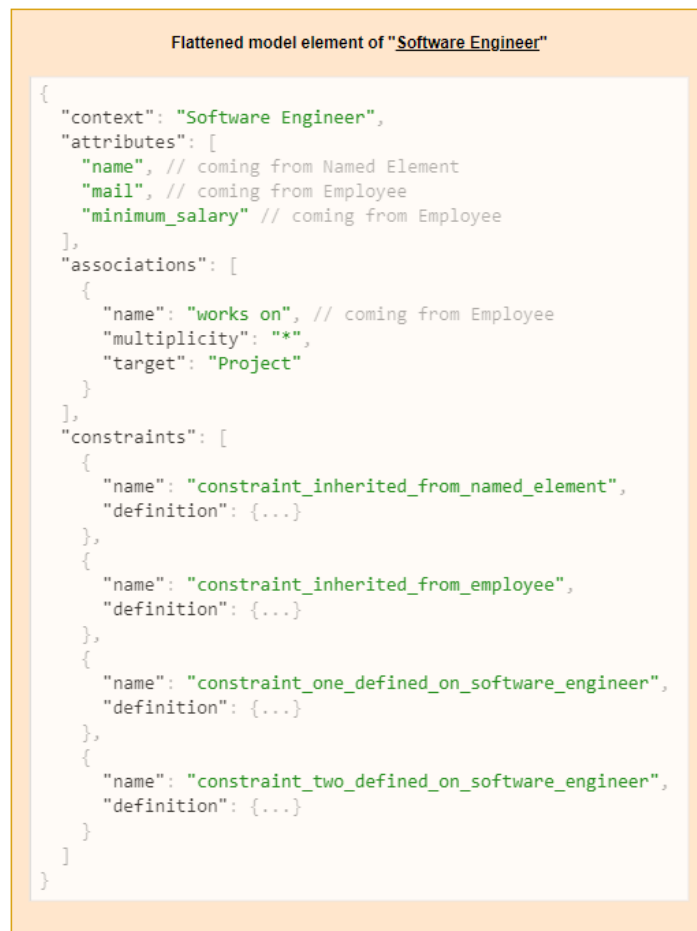 Flattened model element of "Software Engineer"
{
  "context": "Software Engineer",
  "attributes": [
    "name", // coming from Named Element
    "mail", // coming from Employee
    "minimum_salary" // coming from Employee
  ],
  "associations": [
    {
      "name": "works on", // coming from Employee
      "multiplicity": "*",
      "target": "Project"
    }
  ],
  "constraints": [
    {
      "name": "constraint_inherited_from_named_element",
      "definition": {...}
    },
    {
      "name": "constraint_inherited_from_employee",
      "definition": {...}
    },
    {
      "name": "constraint_one_defined_on_software_engineer",
      "definition": {...}
    },
    {
      "name": "constraint_two_defined_on_software_engineer",
      "definition": {...}
    }
  ]
}